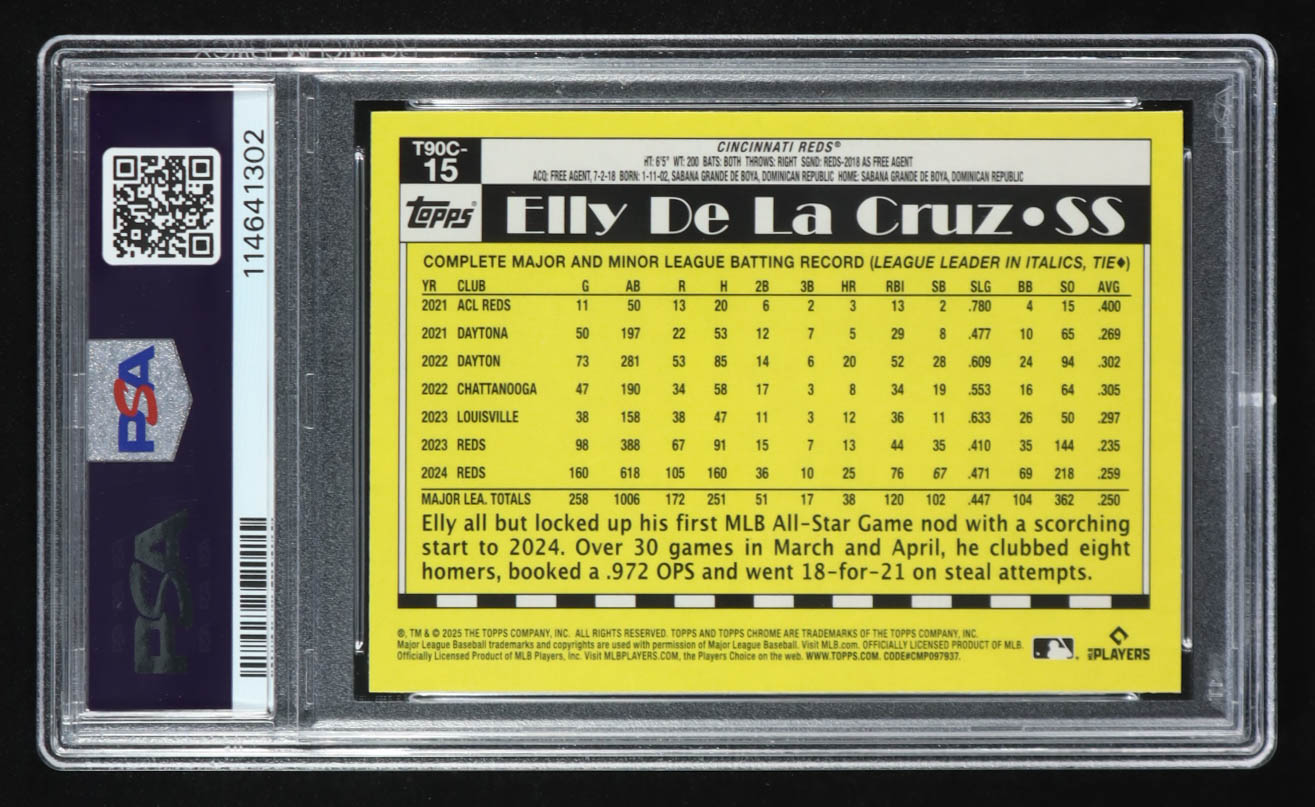 114641302
PSA
PSA
T90C-
15
CINCINNATI REDS®
HT: 6'5" WT: 200 BATS: BOTH THROWS: RIGHT SGND: REDS-2018 AS FREE AGENT
ACQ: FREE AGENT, 7-2-18 BORN: 1-11-02, SABANA GRANDE DE BOYA, DOMINICAN REPUBLIC HOME: SABANA GRANDE DE BOYA, DOMINICAN REPUBLIC
Topps® Elly De La Cruz•SS
COMPLETE MAJOR AND MINOR LEAGUE BATTING RECORD (LEAGUE LEADER IN ITALICS, TIE♦)
YR CLUB G AB R H 2B 3B HR RBI SB SLG BB SO AVG
2021 ACL REDS 11 50 13 20 6 2 3 13 2 .780 4 15 .400
2021 DAYTONA 50 197 22 53 12 7 5 29 8 .477 10 65 .269
2022 DAYTON 73 281 53 85 14 6 20 52 28 .609 24 94 .302
2022 CHATTANOOGA 47 190 34 58 17 3 8 34 19 .553 16 64 .305
2023 LOUISVILLE 38 158 38 47 11 3 12 36 11 .633 26 50 .297
2023 REDS 98 388 67 91 15 7 13 44 35 .410 35 144 .235
2024 REDS 160 618 105 160 36 10 25 76 67 .471 69 218 .259
MAJOR LEA. TOTALS 258 1006 172 251 51 17 38 120 102 .447 104 362 .250
Elly all but locked up his first MLB All-Star Game nod with a scorching
start to 2024. Over 30 games in March and April, he clubbed eight
homers, booked a .972 OPS and went 18-for-21 on steal attempts.
®, TM & © 2025 THE TOPPS COMPANY, INC. ALL RIGHTS RESERVED. TOPPS AND TOPPS CHROME ARE TRADEMARKS OF THE TOPPS COMPANY, INC.
Major League Baseball trademarks and copyrights are used with permission of Major League Baseball. Visit MLB.com. OFFICIALLY LICENSED PRODUCT OF MLB.
Officially Licensed Product of MLB Players, Inc. Visit MLBPLAYERS.COM, the Players Choice on the web. WWW.TOPPS.COM. CODE#CMP097937.
MLB PLAYERS